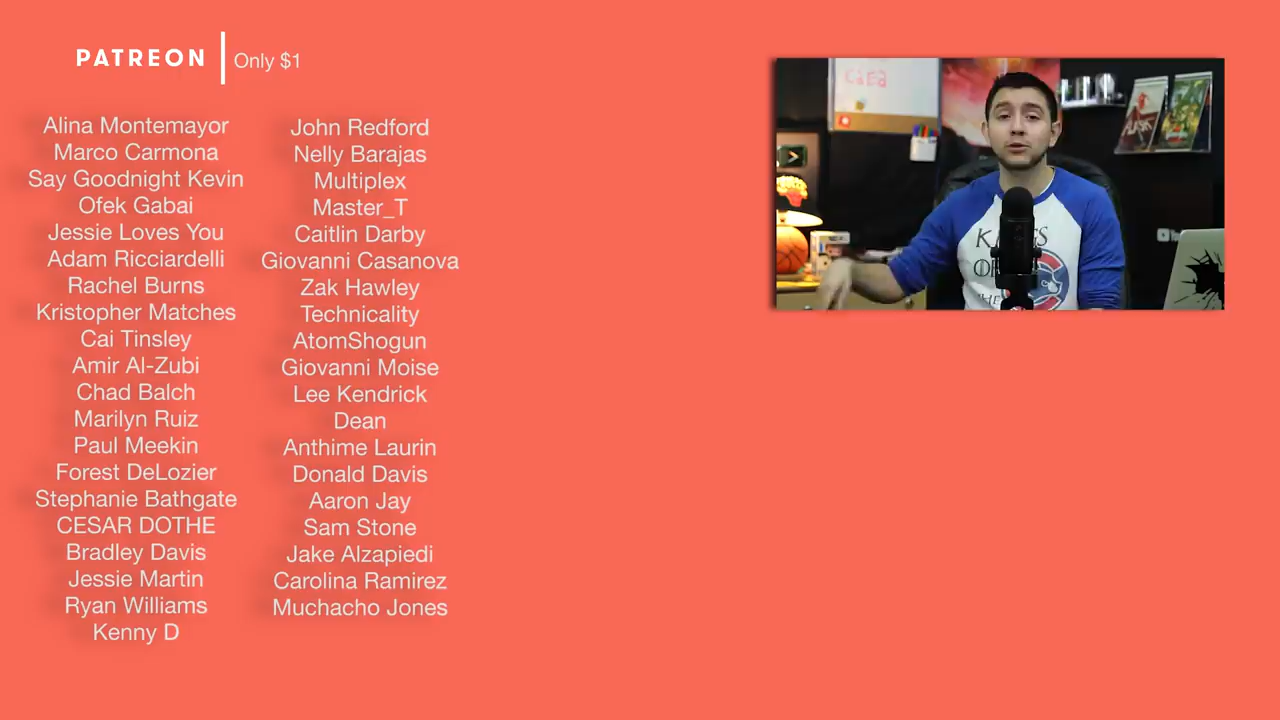 PATREON
Only $1
Alina Montemayor
Marco Carmona
Say Goodnight Kevin
Ofek Gabai
Jessie Loves You
Adam Ricciardelli
Rachel Burns
Kristopher Matches
Cai Tinsley
Amir Al-Zubi
Chad Balch
Marilyn Ruiz
Paul Meekin
Forest DeLozier
Stephanie Bathgate
CESAR DOTHE
Bradley Davis
Jessie Martin
Ryan Williams
Kenny D
John Redford
Nelly Barajas
Multiplex
Master_T
Caitlin Darby
Giovanni Casanova
Zak Hawley
Technicality
AtomShogun
Giovanni Moise
Lee Kendrick
Dean
Anthime Laurin
Donald Davis
Aaron Jay
Sam Stone
Jake Alzapiedi
Carolina Ramirez
Muchacho Jones